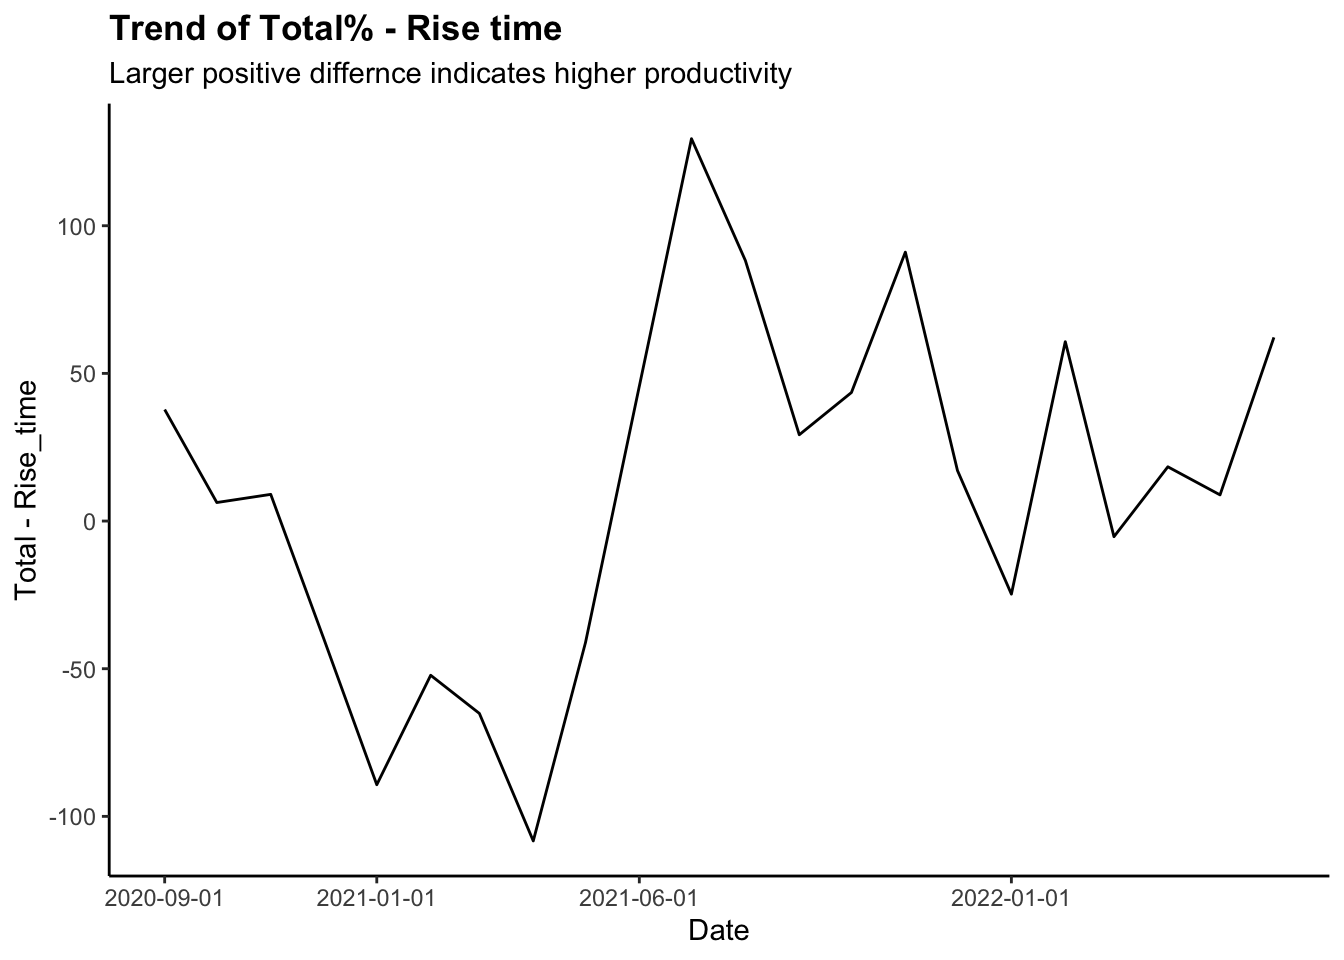 Trend of Total% - Rise time
Larger positive differnce indicates higher productivity
Total - Rise_time
100
50
0
-50
-100
2020-09-01 2021-01-01 2021-06-01 2022-01-01
Date